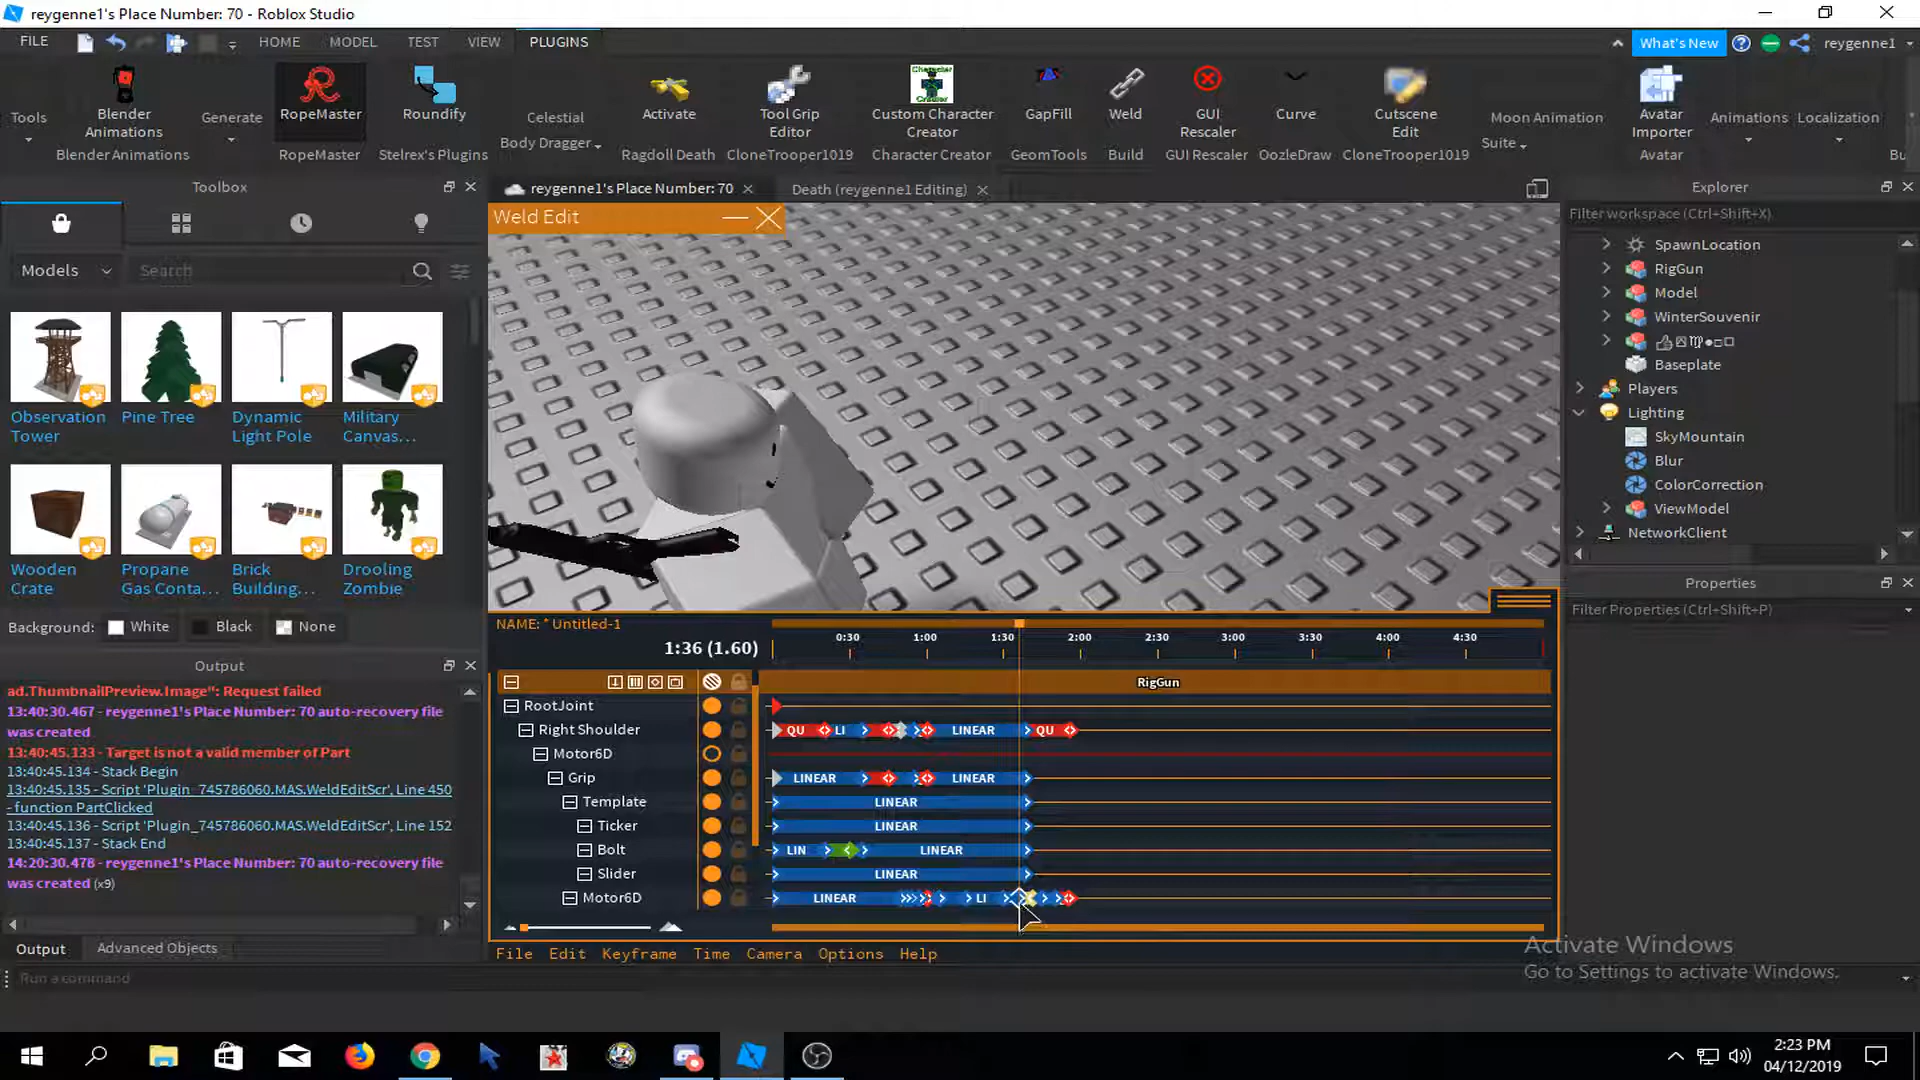 reygenne1's Place Number: 70 - Roblox Studio
FILE
HOME
MODEL
TEST
VIEW
PLUGINS
What's New
reygenne1
Tools
Blender
Animations
Blender Animations
Generate
RopeMaster
RopeMaster
Roundify
Stelrex's Plugins
Celestial
Body Dragger
Activate
Ragdoll Death
Tool Grip
Editor
CloneTrooper1019
Custom Character
Creator
Character Creator
GapFill
GeomTools
Weld
Build
GUI
Rescaler
GUI Rescaler
Curve
OozleDraw
Cutscene
Edit
CloneTrooper1019
Moon Animation
Suite
Avatar
Importer
Avatar
Animations
Localization
Bu
Toolbox
reygenne1's Place Number: 70
Death (reygenne1 Editing)
Explorer
Weld Edit
Filter workspace (Ctrl+Shift+X)
Models
Search
Observation
Tower
Pine Tree
Dynamic
Light Pole
Military
Canvas...
Wooden
Crate
Propane
Gas Conta...
Brick
Building...
Drooling
Zombie
Background:
White
Black
None
SpawnLocation
RigGun
Model
WinterSouvenir
Baseplate
Players
Lighting
SkyMountain
Blur
ColorCorrection
ViewModel
NetworkClient
Properties
Filter Properties (Ctrl+Shift+P)
Output
ad.ThumbnailPreview.Image": Request failed
13:40:30.467 - reygenne1's Place Number: 70 auto-recovery file
was created
13:40:45.133 - Target is not a valid member of Part
13:40:45.134 - Stack Begin
13:40:45.135 - Script 'Plugin_745786060.MAS.WeldEditScr', Line 450
- function PartClicked
13:40:45.136 - Script 'Plugin_745786060.MAS.WeldEditScr', Line 152
13:40:45.137 - Stack End
14:20:30.478 - reygenne1's Place Number: 70 auto-recovery file
was created (x9)
Output
Advanced Objects
Run a command
NAME: * Untitled-1
1:36 (1.60)
0:30 1:00 1:30 2:00 2:30 3:00 3:30 4:00 4:30
RigGun
RootJoint
Right Shoulder
QU LI LINEAR QU
Motor6D
Grip
LINEAR LINEAR
Template
LINEAR
Ticker
LINEAR
Bolt
LIN LINEAR
Slider
LINEAR
Motor6D
LINEAR LI
File Edit Keyframe Time Camera Options Help
Activate Windows
Go to Settings to activate Windows.
2:23 PM
04/12/2019